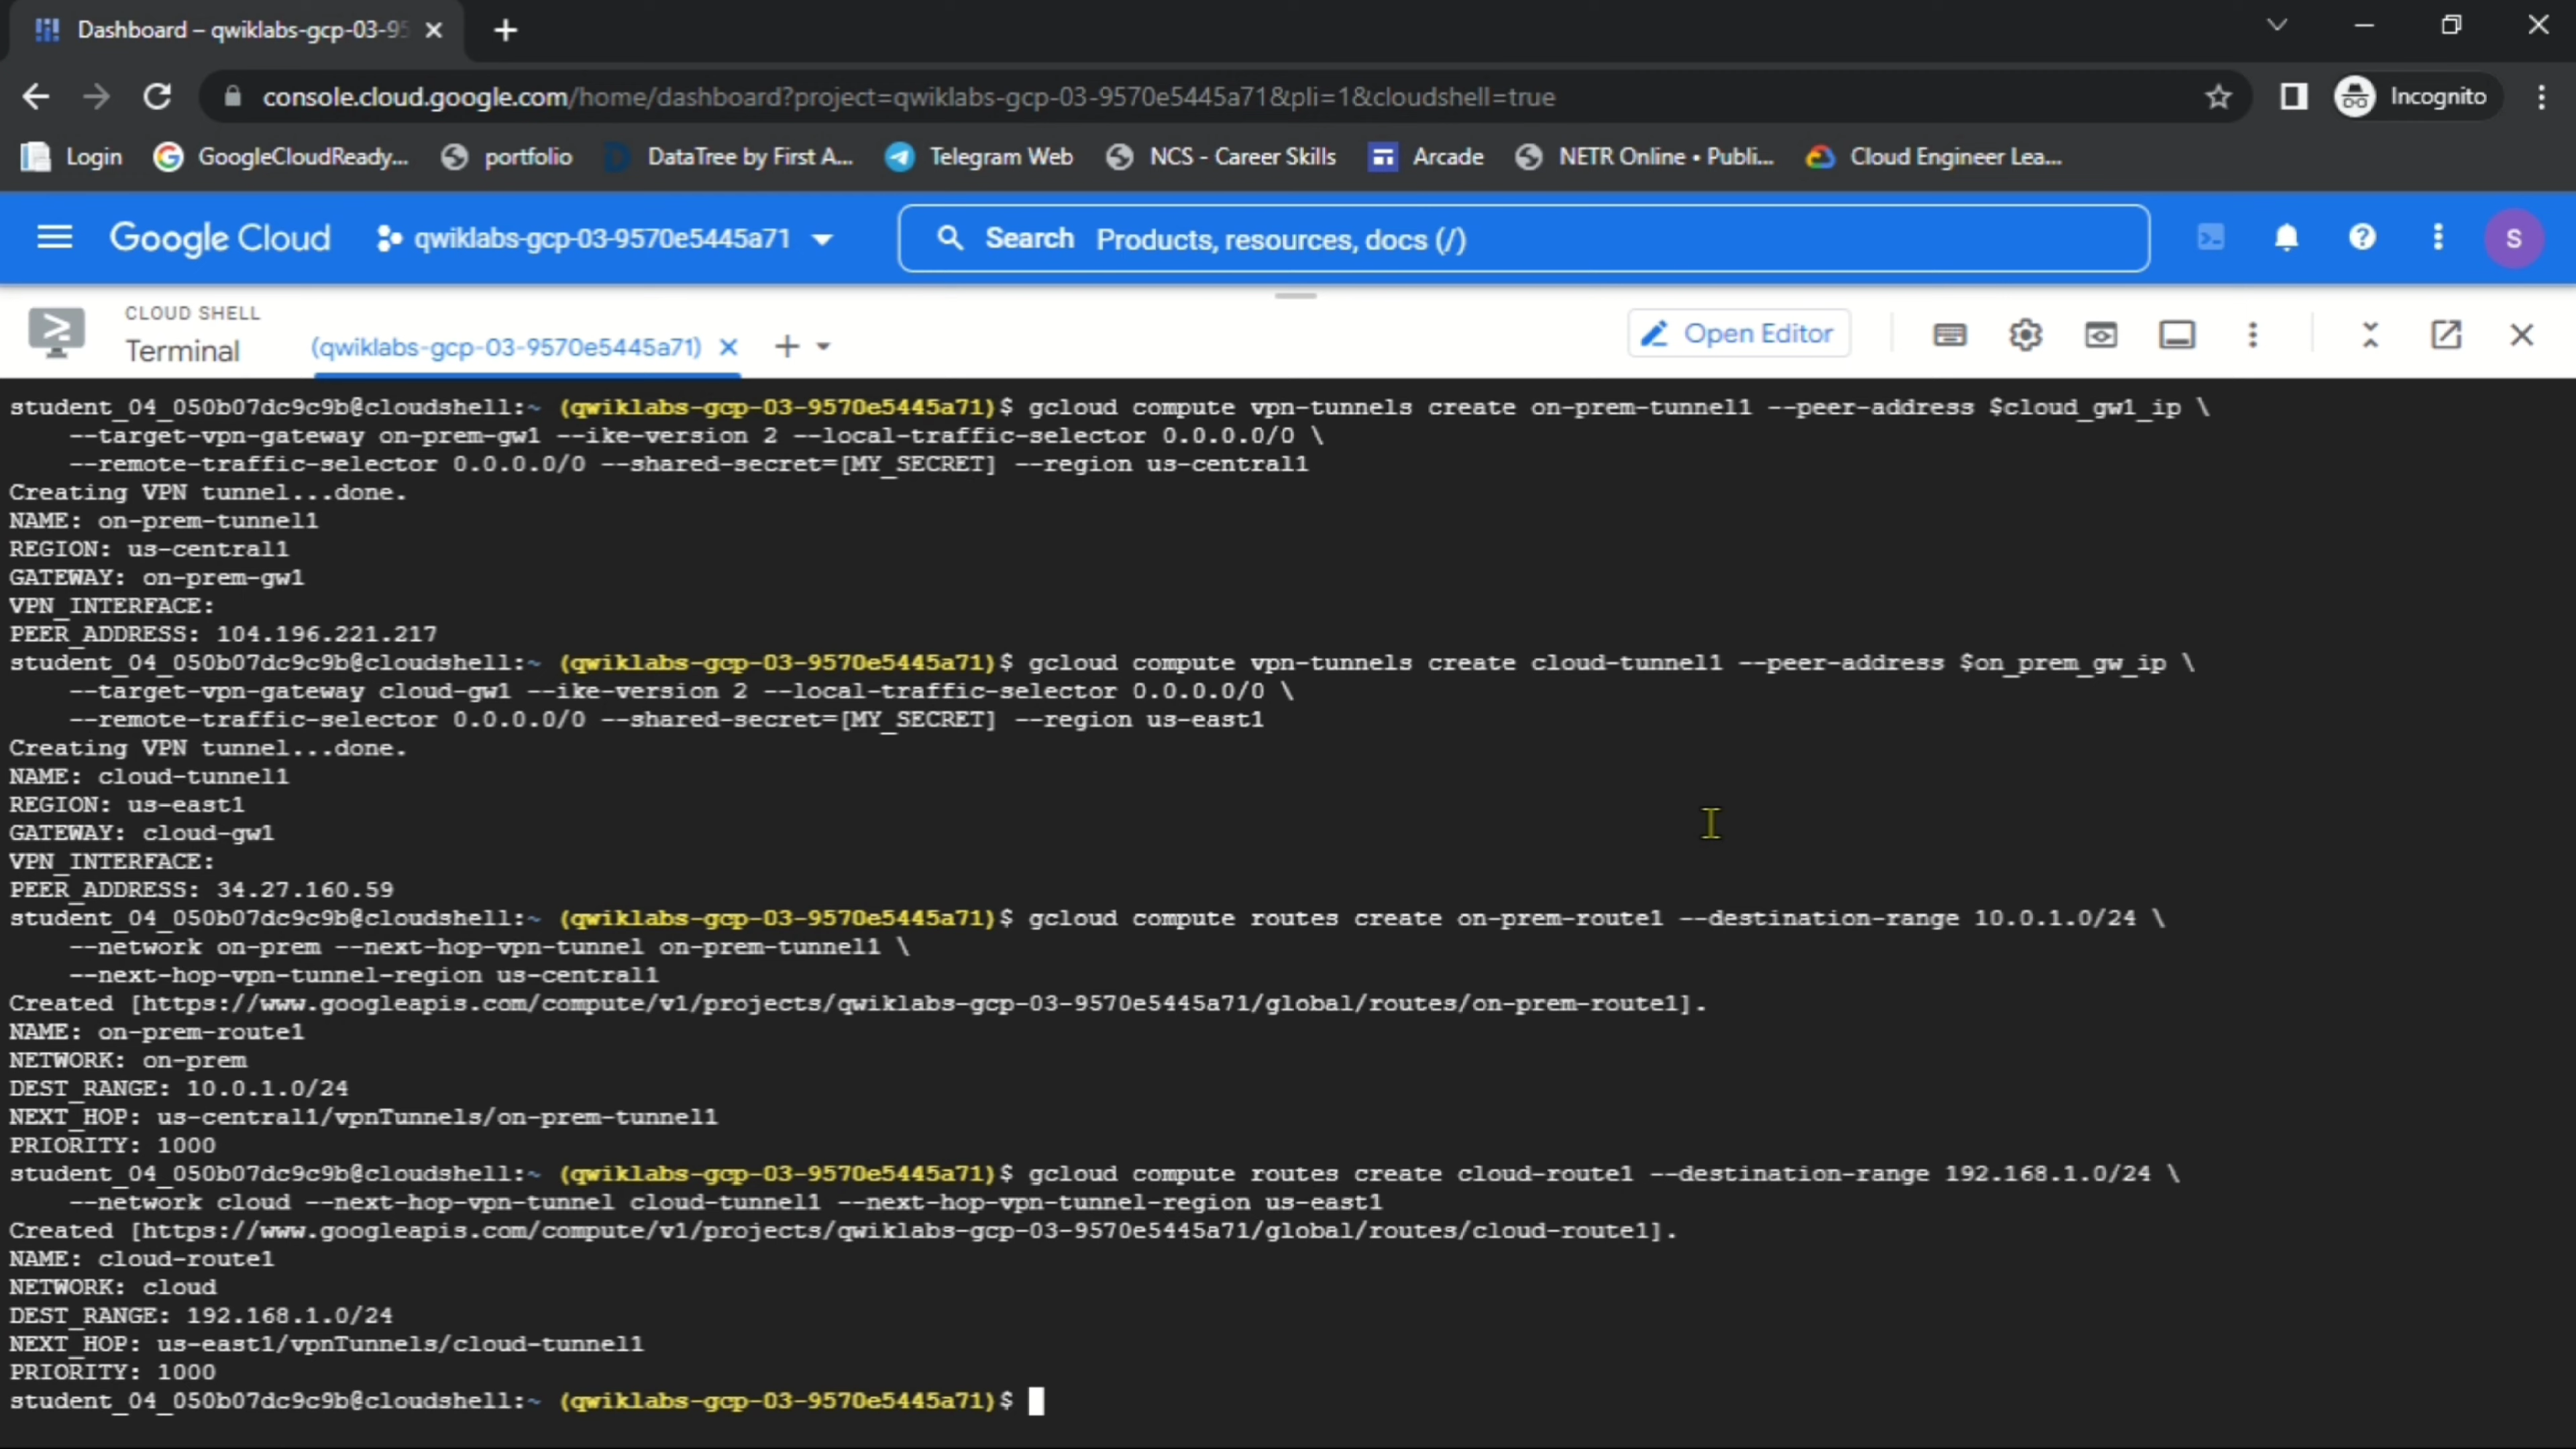 Dashboard – qwiklabs-gcp-03-95
console.cloud.google.com/home/dashboard?project=qwiklabs-gcp-03-9570e5445a71&pli=1&cloudshell=true
Incognito
Login GoogleCloudReady... portfolio DataTree by First A... Telegram Web NCS - Career Skills Arcade NETR Online • Publi... Cloud Engineer Lea...
Google Cloud qwiklabs-gcp-03-9570e5445a71 Search Products, resources, docs (/) S
CLOUD SHELL
Terminal (qwiklabs-gcp-03-9570e5445a71) Open Editor
student_04_050b07dc9c9b@cloudshell:~ (qwiklabs-gcp-03-9570e5445a71)$ gcloud compute vpn-tunnels create on-prem-tunnel1 --peer-address $cloud_gw1_ip \
--target-vpn-gateway on-prem-gw1 --ike-version 2 --local-traffic-selector 0.0.0.0/0 \
--remote-traffic-selector 0.0.0.0/0 --shared-secret=[MY_SECRET] --region us-central1
Creating VPN tunnel...done.
NAME: on-prem-tunnel1
REGION: us-central1
GATEWAY: on-prem-gw1
VPN_INTERFACE:
PEER_ADDRESS: 104.196.221.217
student_04_050b07dc9c9b@cloudshell:~ (qwiklabs-gcp-03-9570e5445a71)$ gcloud compute vpn-tunnels create cloud-tunnel1 --peer-address $on_prem_gw_ip \
--target-vpn-gateway cloud-gw1 --ike-version 2 --local-traffic-selector 0.0.0.0/0 \
--remote-traffic-selector 0.0.0.0/0 --shared-secret=[MY_SECRET] --region us-east1
Creating VPN tunnel...done.
NAME: cloud-tunnel1
REGION: us-east1
GATEWAY: cloud-gw1
VPN_INTERFACE:
PEER_ADDRESS: 34.27.160.59
student_04_050b07dc9c9b@cloudshell:~ (qwiklabs-gcp-03-9570e5445a71)$ gcloud compute routes create on-prem-route1 --destination-range 10.0.1.0/24 \
--network on-prem --next-hop-vpn-tunnel on-prem-tunnel1 \
--next-hop-vpn-tunnel-region us-central1
Created [https://www.googleapis.com/compute/v1/projects/qwiklabs-gcp-03-9570e5445a71/global/routes/on-prem-route1].
NAME: on-prem-route1
NETWORK: on-prem
DEST_RANGE: 10.0.1.0/24
NEXT_HOP: us-central1/vpnTunnels/on-prem-tunnel1
PRIORITY: 1000
student_04_050b07dc9c9b@cloudshell:~ (qwiklabs-gcp-03-9570e5445a71)$ gcloud compute routes create cloud-route1 --destination-range 192.168.1.0/24 \
--network cloud --next-hop-vpn-tunnel cloud-tunnel1 --next-hop-vpn-tunnel-region us-east1
Created [https://www.googleapis.com/compute/v1/projects/qwiklabs-gcp-03-9570e5445a71/global/routes/cloud-route1].
NAME: cloud-route1
NETWORK: cloud
DEST_RANGE: 192.168.1.0/24
NEXT_HOP: us-east1/vpnTunnels/cloud-tunnel1
PRIORITY: 1000
student_04_050b07dc9c9b@cloudshell:~ (qwiklabs-gcp-03-9570e5445a71)$